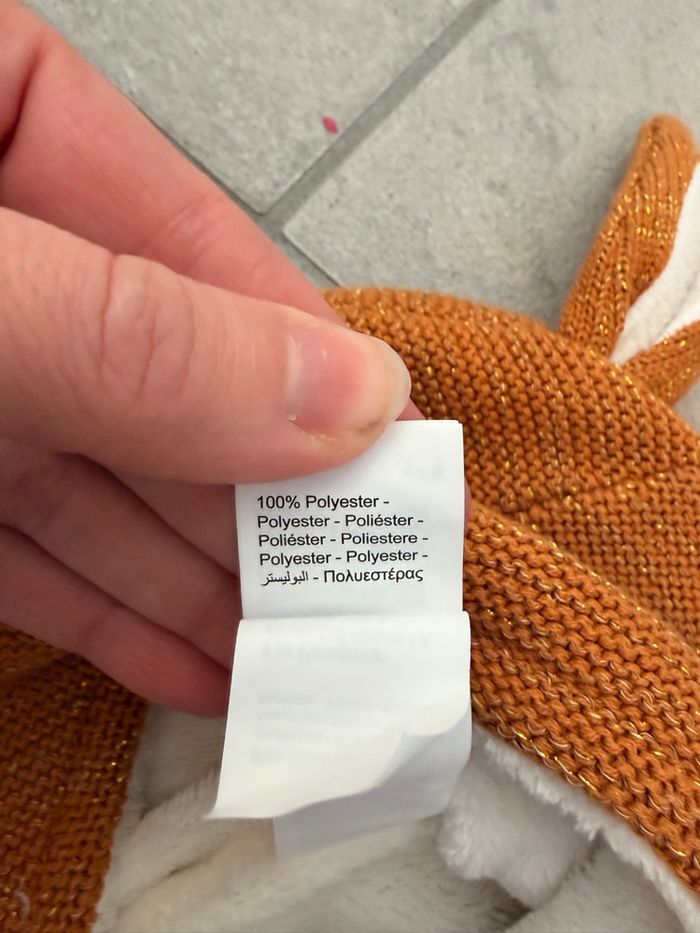 100% Polyester -
Polyester - Poliéster -
Poliéster - Poliestere -
Polyester - Polyester -
البوليستر - Πολυεστέρας